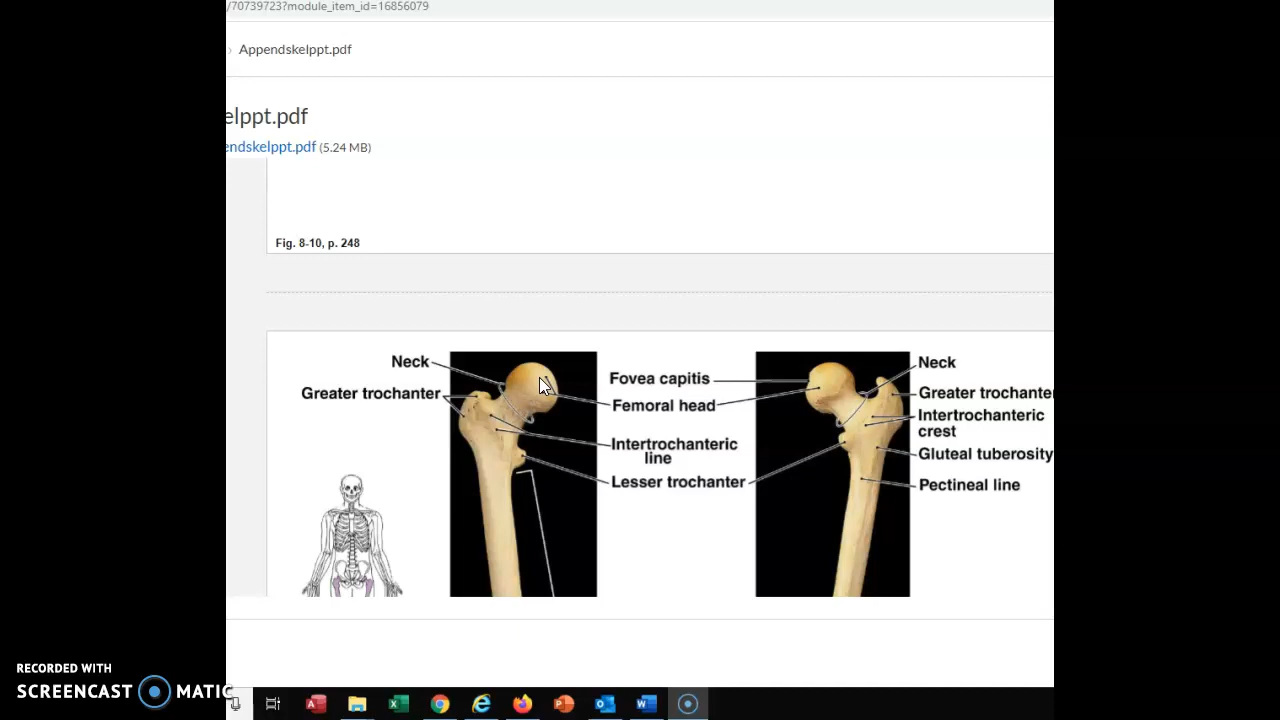 /70739723?module_item_id=16856079
Appendskelppt.pdf
elppt.pdf
endskelppt.pdf (5.24 MB)
Fig. 8-10, p. 248
Neck
Greater trochanter
Fovea capitis
Femoral head
Intertrochanteric
line
Lesser trochanter
Neck
Greater trochanter
Intertrochanteric
crest
Gluteal tuberosity
Pectineal line
RECORDED WITH
SCREENCAST MATIC